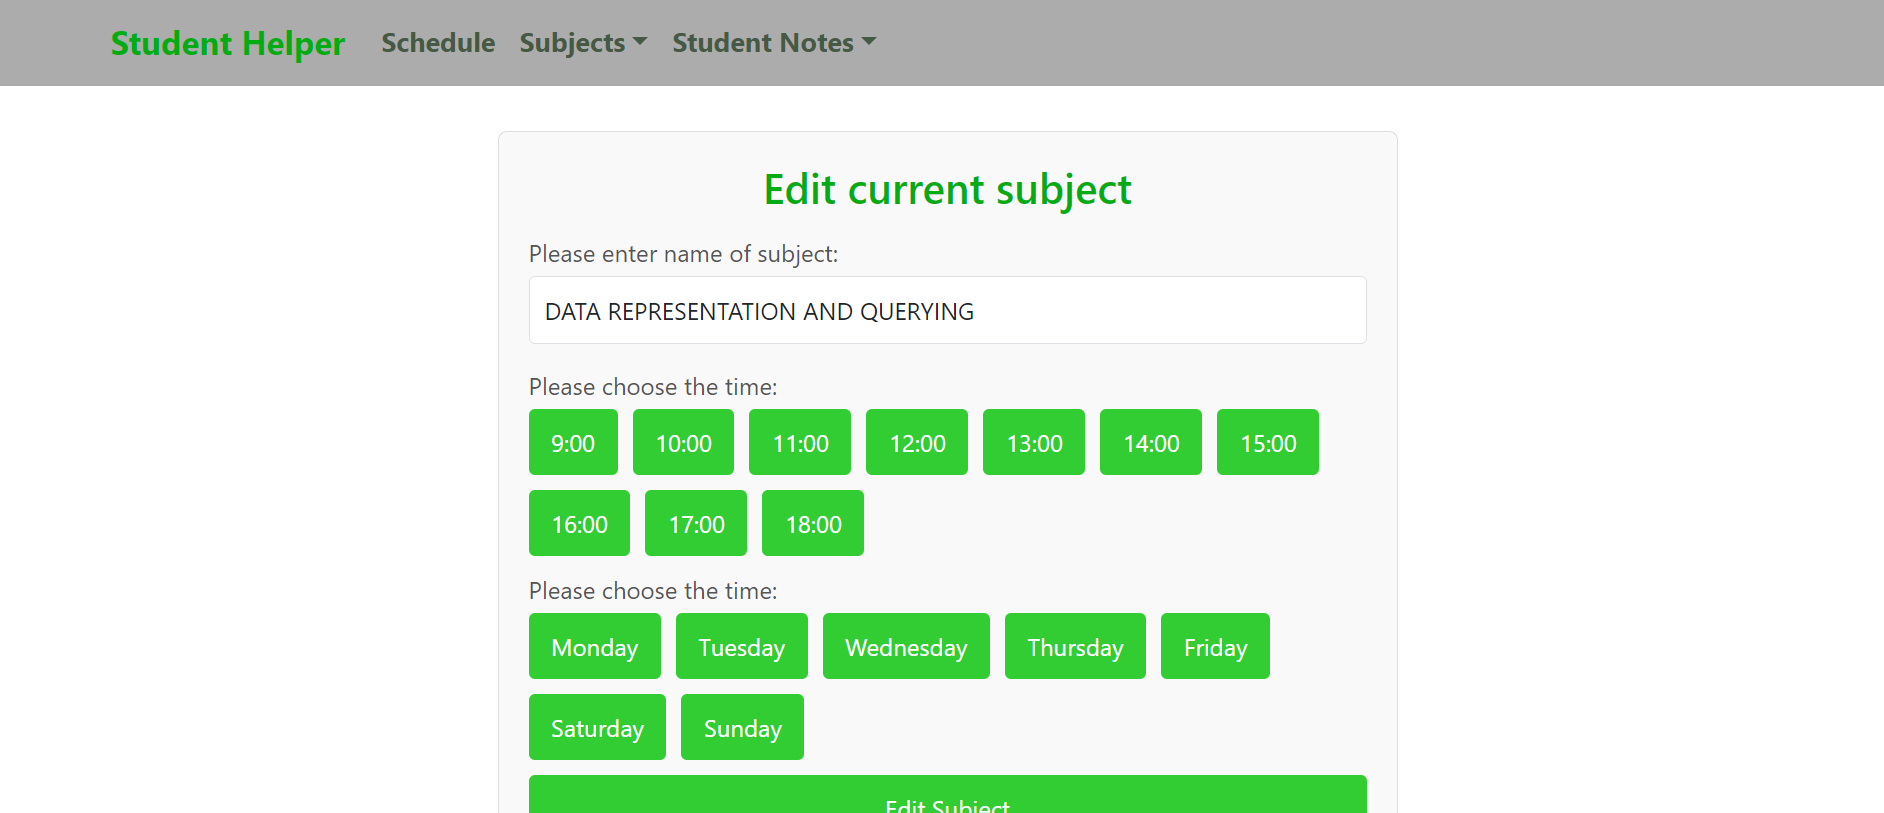 Student Helper Schedule Subjects Student Notes
Edit current subject
Please enter name of subject:
DATA REPRESENTATION AND QUERYING
Please choose the time:
9:00 10:00 11:00 12:00 13:00 14:00 15:00
16:00 17:00 18:00
Please choose the time:
Monday Tuesday Wednesday Thursday Friday
Saturday Sunday
Edit Subject